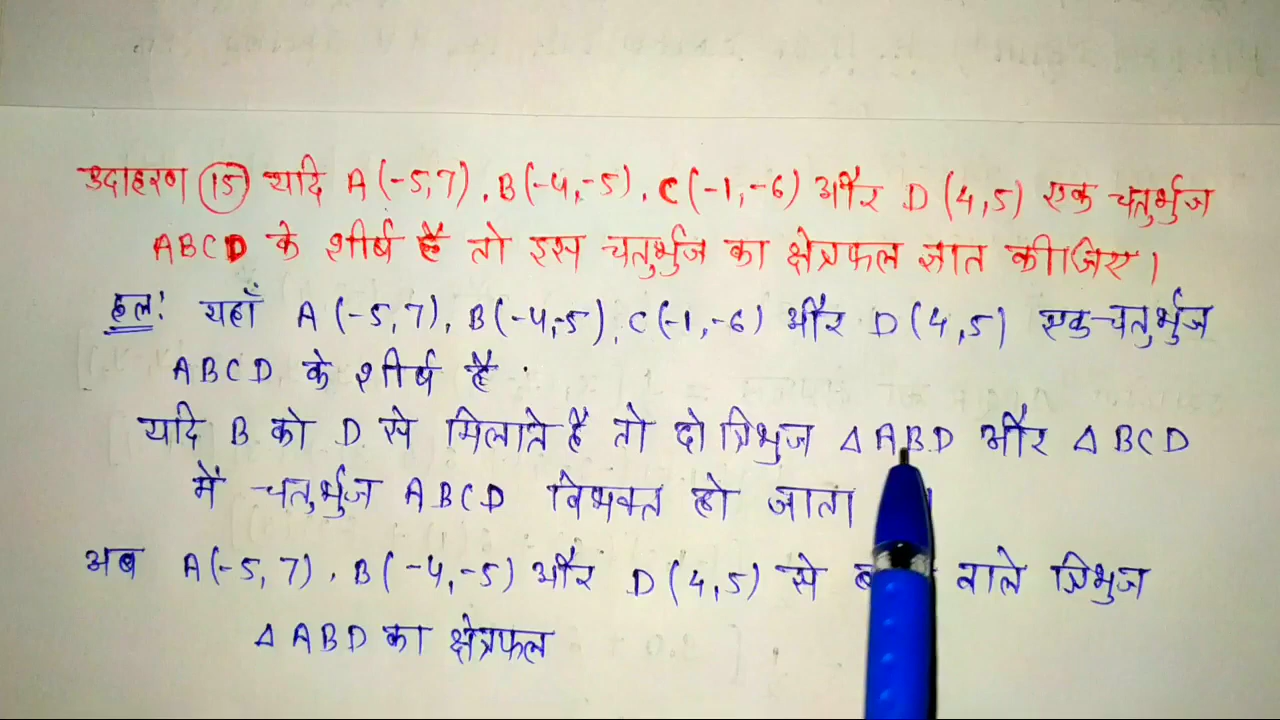 उदाहरण (15) यदि A(-5,7), B(-4,-5), C(-1,-6) और D(4,5) एक चतुर्भुज
ABCD के शीर्ष है तो इस चतुर्भुज का क्षेत्रफल ज्ञात कीजिए।
हल: यहाँ A(-5,7), B(-4,-5), C(-1,-6) और D(4,5) एक चतुर्भुज
ABCD के शीर्ष है.
यदि B को D से मिलाते है तो दो त्रिभुज △ABD और △BCD
में चतुर्भुज ABCD विभक्त हो जाता ।
अब A(-5,7), B(-4,-5) और D(4,5) से वाले त्रिभुज
△ABD का क्षेत्रफल